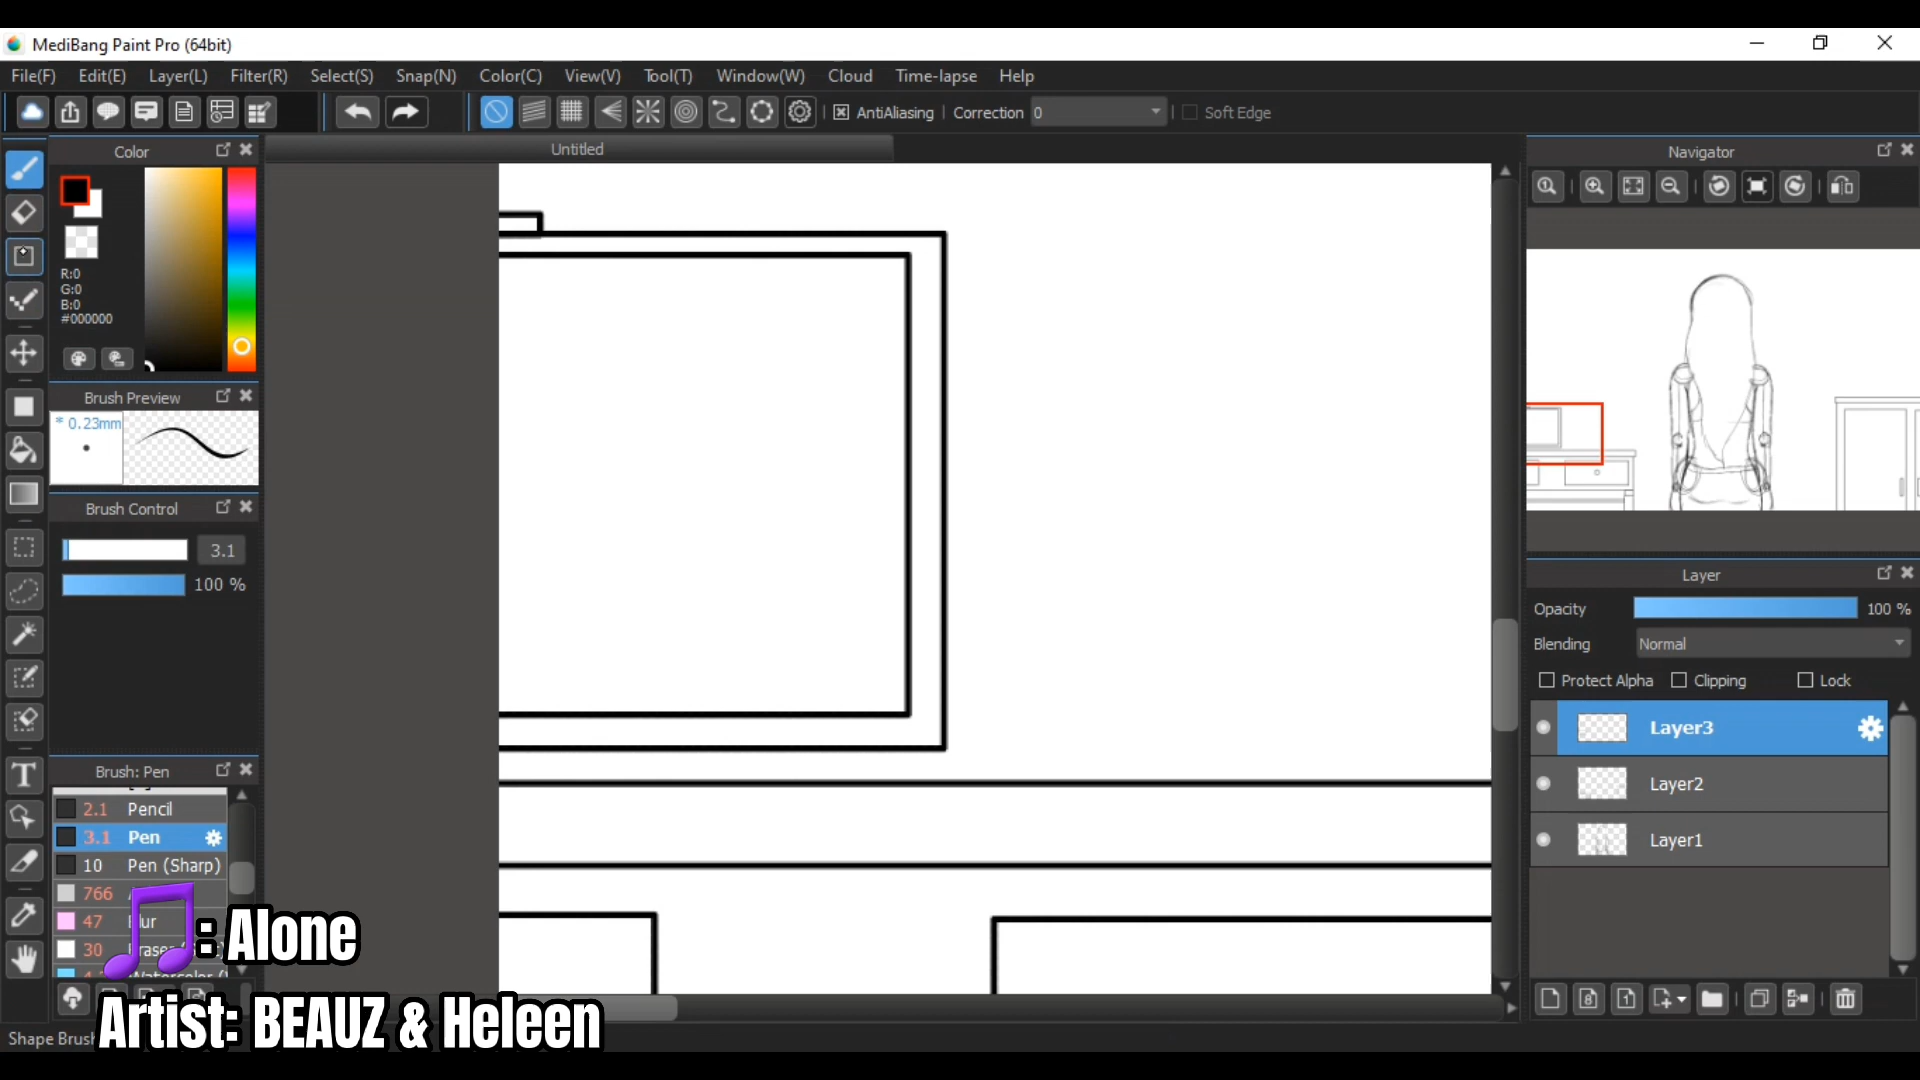 MediBang Paint Pro (64bit)
File(F) Edit(E) Layer(L) Filter(R) Select(S) Snap(N) Color(C) View(V) Tool(T) Window(W) Cloud Time-lapse Help
AntiAliasing Correction 0 Soft Edge
Color
Untitled
Navigator
R:0
G:0
B:0
#000000
Brush Preview
* 0.23mm
Brush Control
3.1
100 %
Layer
Opacity 100 %
Blending Normal
Protect Alpha Clipping Lock
Layer3
Layer2
Layer1
Brush: Pen
2.1 Pencil
3.1 Pen
10 Pen (Sharp)
766
47 Blur
30
: Alone
Artist: BEAUZ & Heleen
Shape Brush